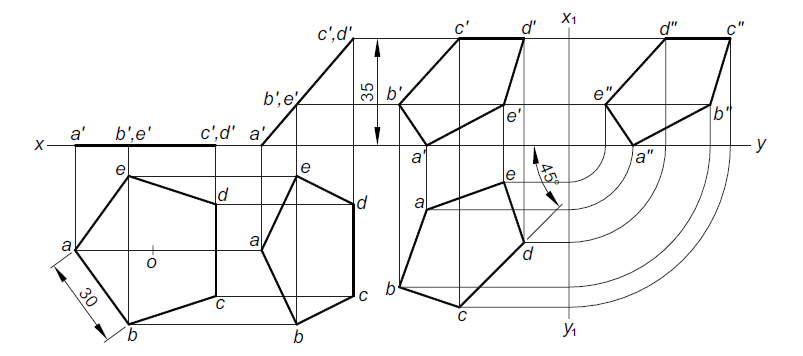 x₁
c',d'
c'
d'
d"
c"
b',e'
35
b'
e'
e"
b"
x
a'
b',e'
c',d'
a'
a'
a"
y
45°
e
e
e
d
d
a
a
a
o
d
30
c
c
b
c
b
b
y₁